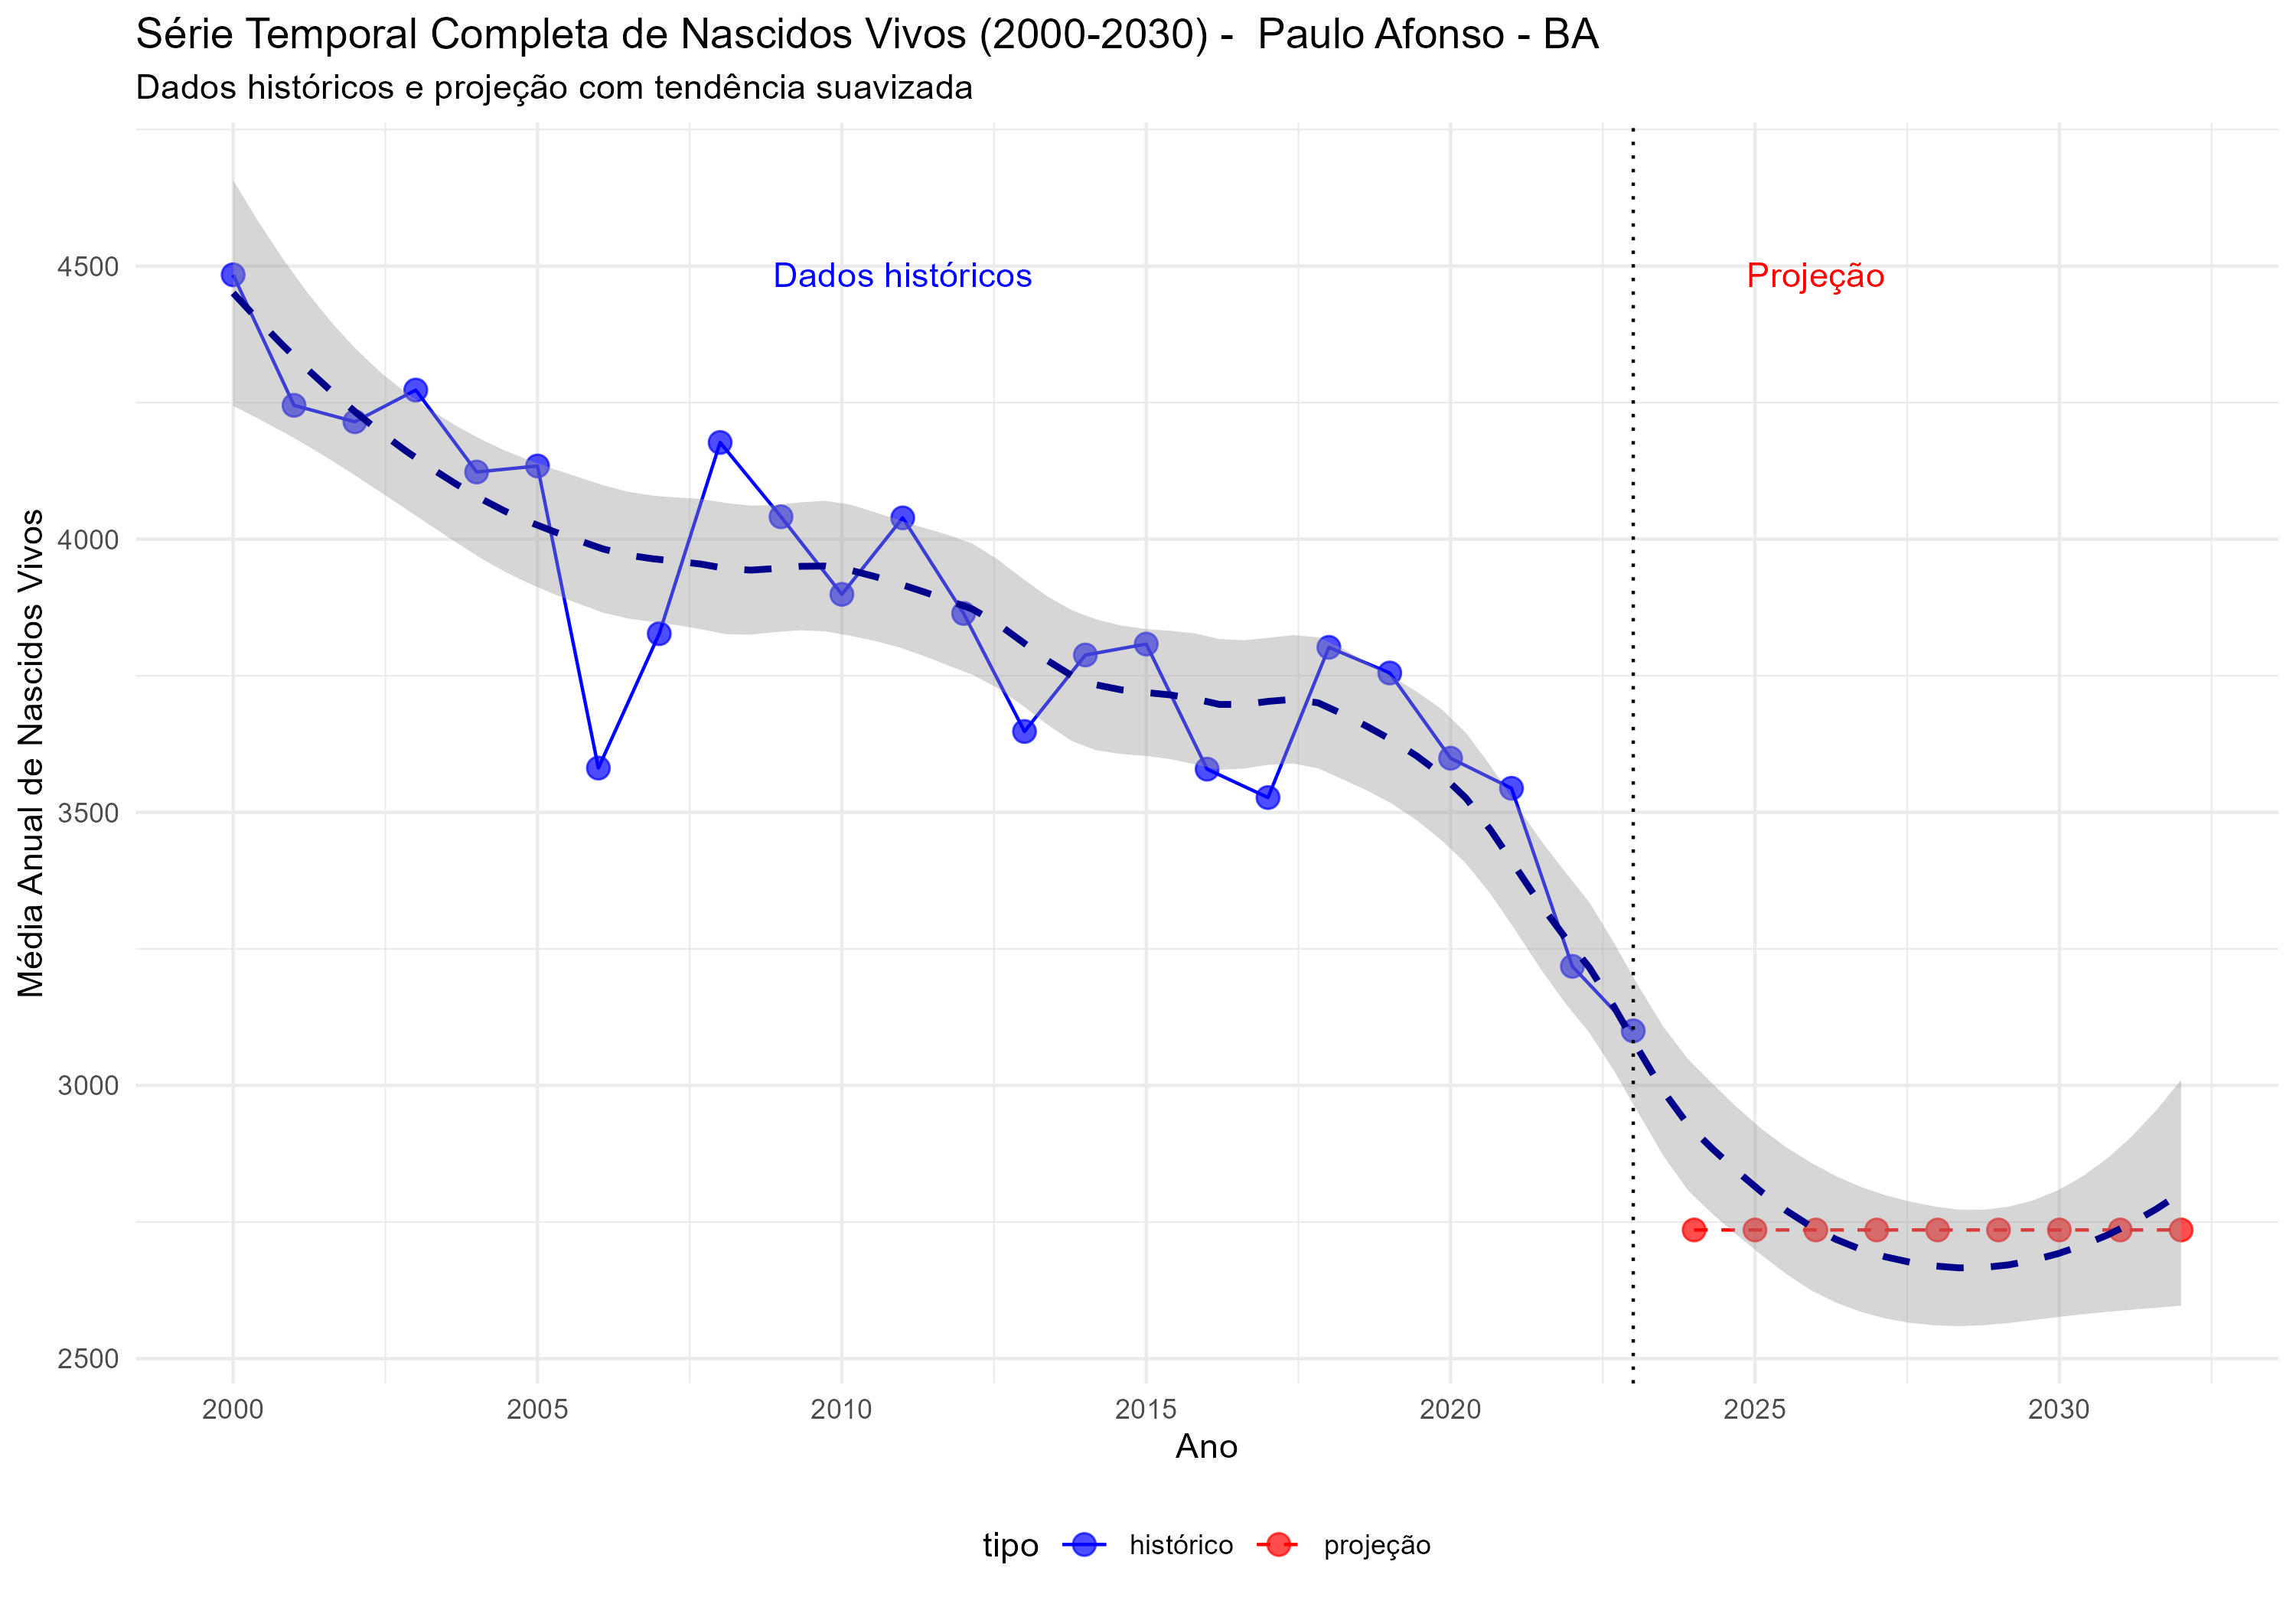 Série Temporal Completa de Nascidos Vivos (2000-2030) -  Paulo Afonso - BA
Dados históricos e projeção com tendência suavizada
Média Anual de Nascidos Vivos
4500
4000
3500
3000
2500
Dados históricos
Projeção
2000
2005
2010
2015
2020
2025
2030
Ano
tipo
histórico
projeção